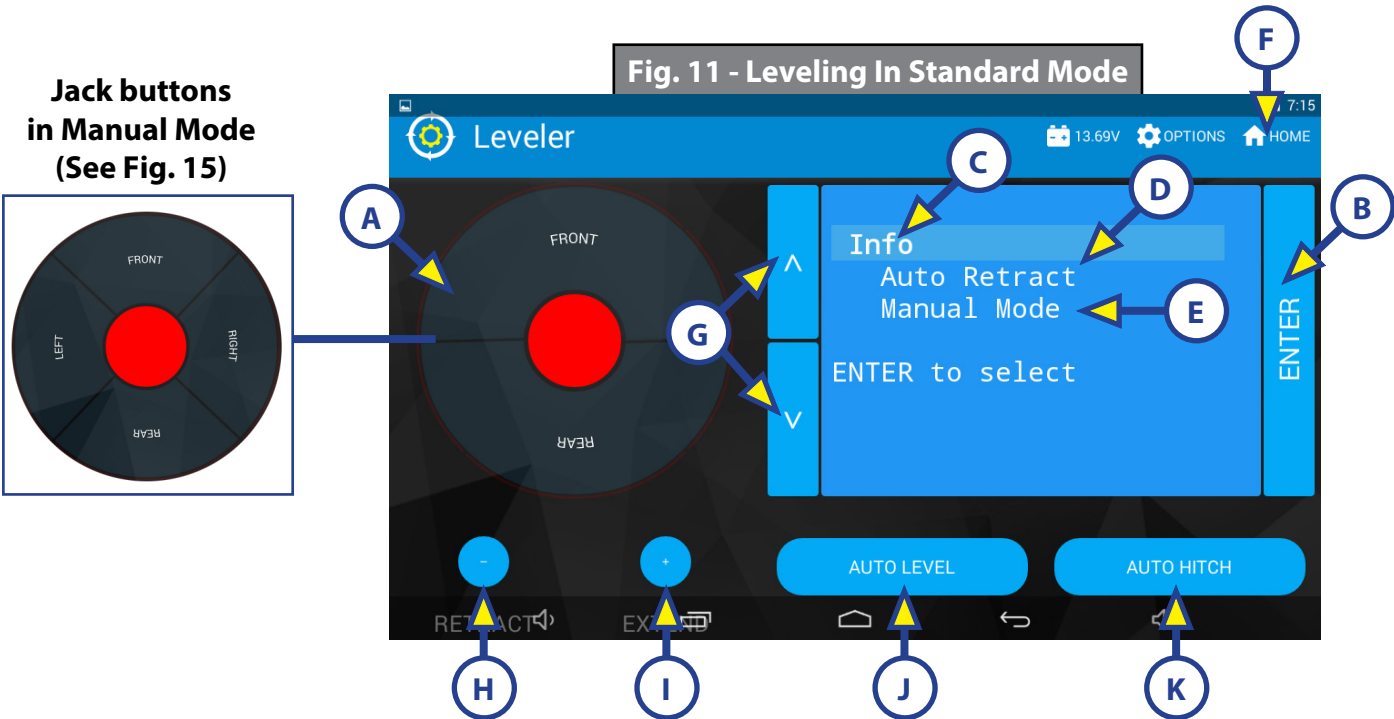 Fig. 11 - Leveling In Standard Mode
F
Jack buttons
in Manual Mode
(See Fig. 15)
7:15
Leveler
13.69V
OPTIONS
HOME
A
C
D
B
FRONT
LEFT
RIGHT
REAR
FRONT
REAR
G
^
v
Info
Auto Retract
Manual Mode
E
ENTER to select
ENTER
-
+
AUTO LEVEL
AUTO HITCH
RETRACT
EXTEND
H
I
J
K